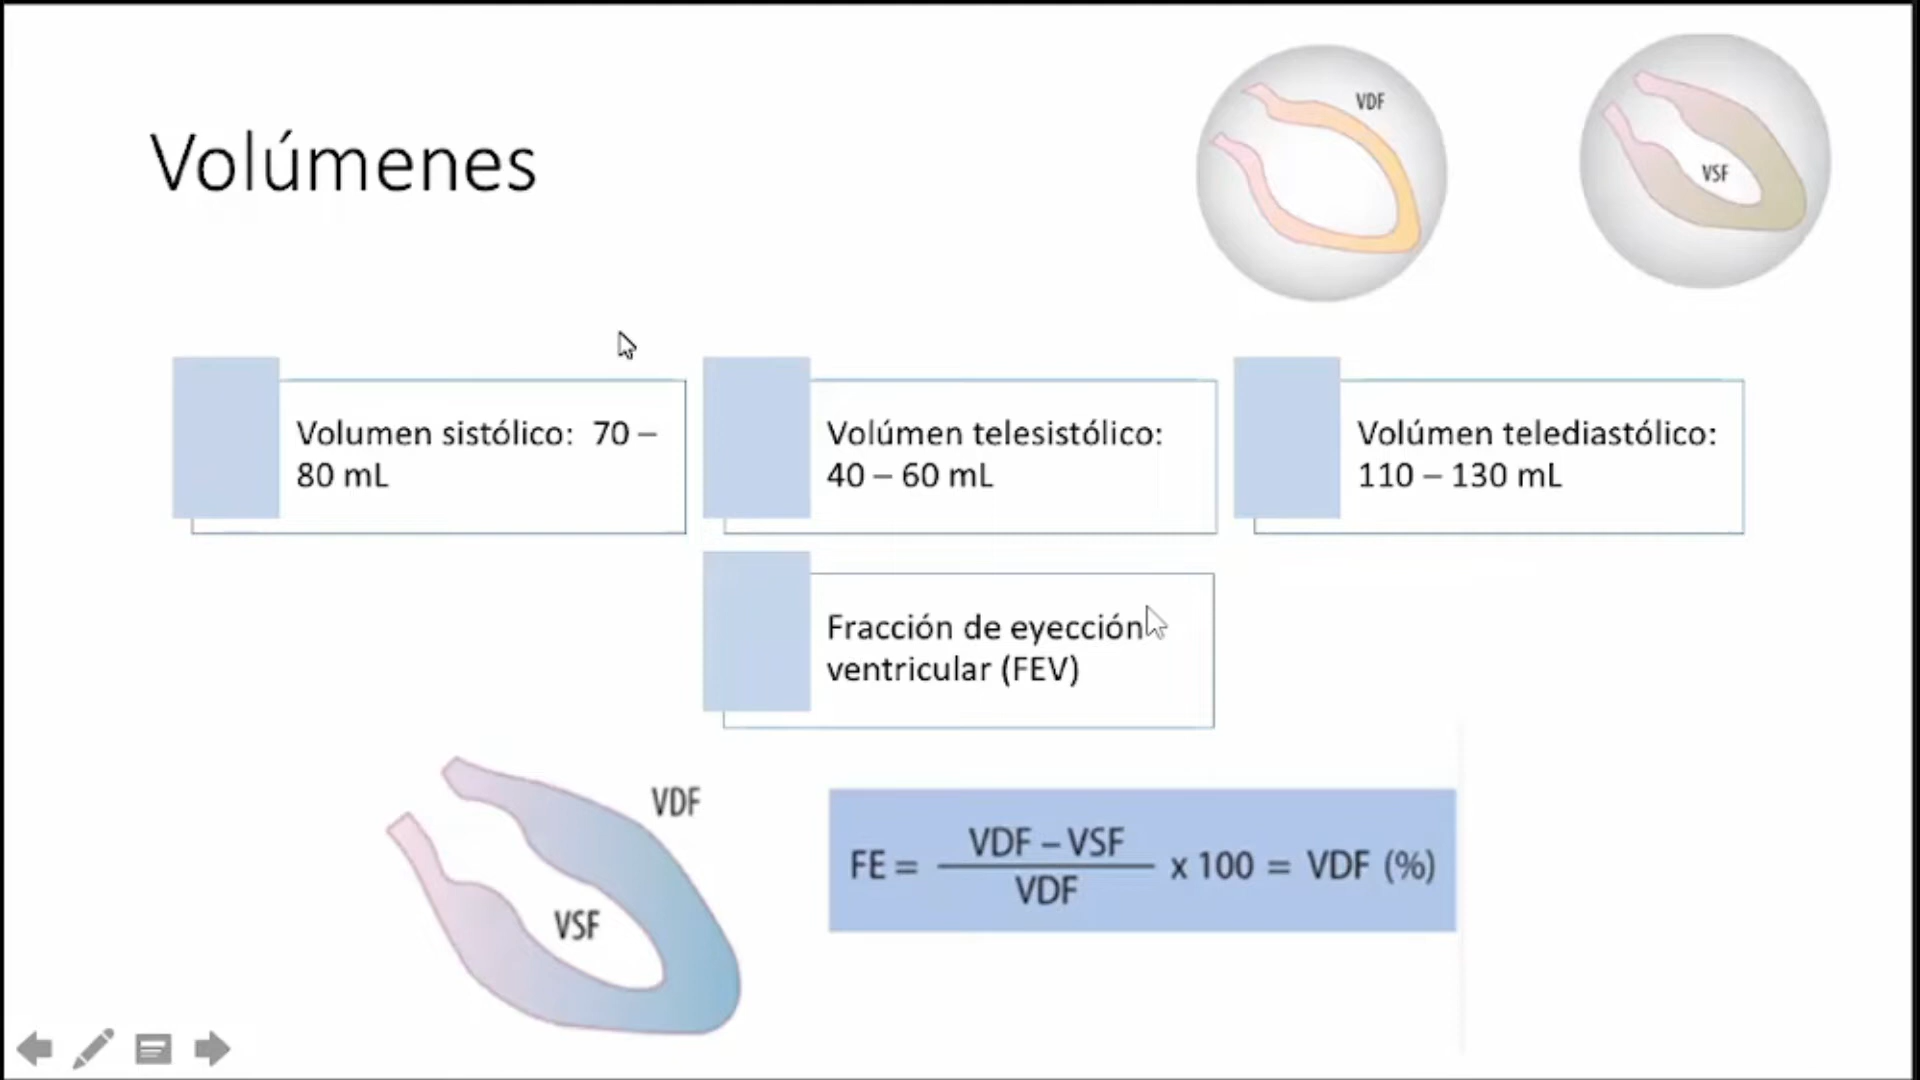 Volúmenes
VDF
VSF
Volumen sistólico: 70 –
80 mL
Volúmen telesistólico:
40 – 60 mL
Volúmen telediastólico:
110 – 130 mL
Fracción de eyección
ventricular (FEV)
VDF
VSF
FE = VDF – VSF / VDF x 100 = VDF (%)